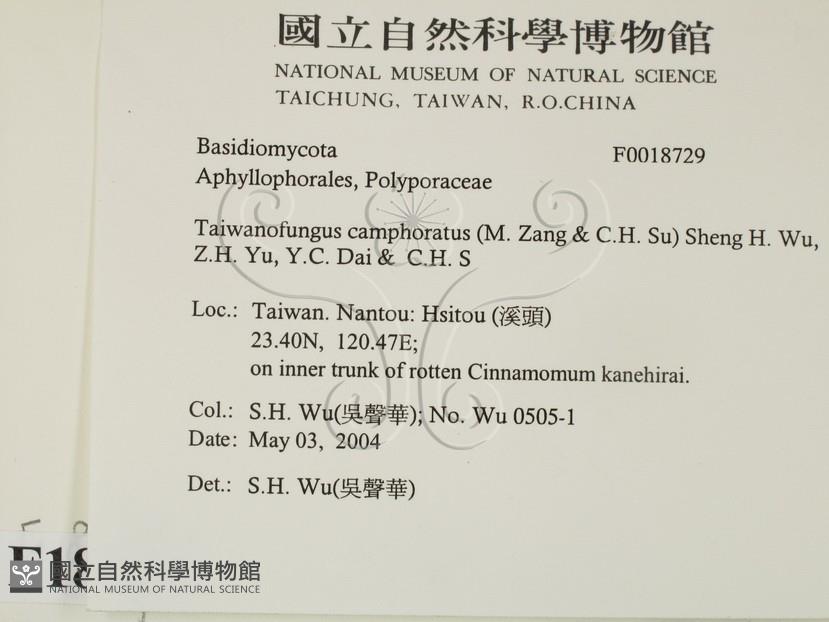 國立自然科學博物館
NATIONAL MUSEUM OF NATURAL SCIENCE
TAICHUNG, TAIWAN, R.O.CHINA
Basidiomycota F0018729
Aphyllophorales, Polyporaceae
Taiwanofungus camphoratus (M. Zang & C.H. Su) Sheng H. Wu,
Z.H. Yu, Y.C. Dai & C.H. S
Loc.: Taiwan. Nantou: Hsitou (溪頭)
23.40N, 120.47E;
on inner trunk of rotten Cinnamomum kanehirai.
Col.: S.H. Wu(吳聲華); No. Wu 0505-1
Date: May 03, 2004
Det.: S.H. Wu(吳聲華)
F18
國立自然科學博物館
NATIONAL MUSEUM OF NATURAL SCIENCE